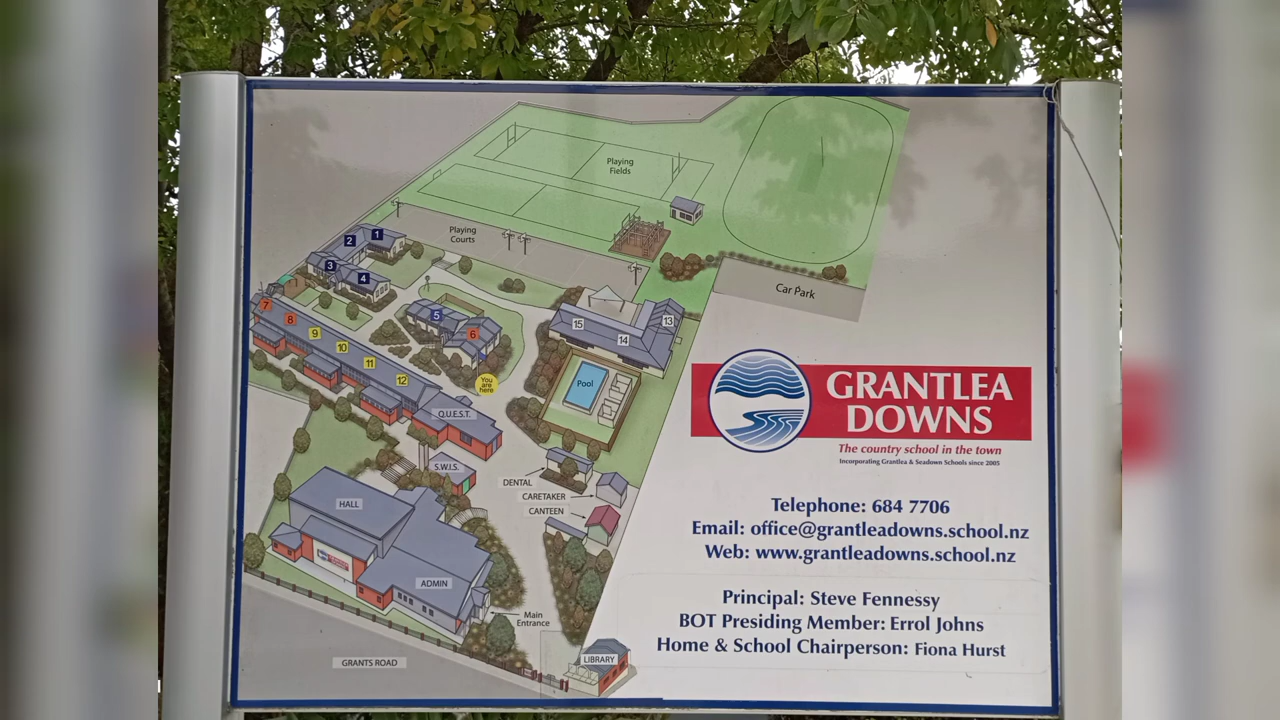 Playing
Fields
Playing
Courts
1
2
3
4
5
6
7
8
9
10
11
12
13
14
15
Car Park
You
are
here
Pool
Q.U.E.S.T.
S.W.I.S.
DENTAL
CARETAKER
CANTEEN
HALL
ADMIN
Main
Entrance
GRANTS ROAD
LIBRARY
GRANTLEA
DOWNS
The country school in the town
Incorporating Grantlea & Seadown Schools since 2005
Telephone: 684 7706
Email: office@grantleadowns.school.nz
Web: www.grantleadowns.school.nz
Principal: Steve Fennessy
BOT Presiding Member: Errol Johns
Home & School Chairperson: Fiona Hurst